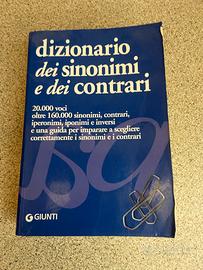 dizionario
dei sinonimi
e dei contrari
20.000 voci
oltre 160.000 sinonimi, contrari,
iperonimi, iponimi e inversi
e una guida per imparare a scegliere
correttamente i sinonimi e i contrari
GIUNTI